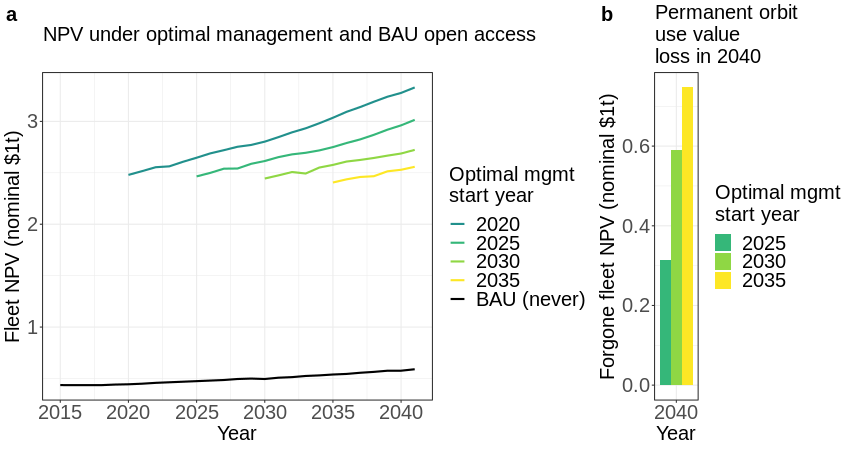 a
NPV under optimal management and BAU open access
Fleet NPV (nominal $1t)
3
2
1
2015 2020 2025 2030 2035 2040
Year
Optimal mgmt
start year
2020
2025
2030
2035
BAU (never)
b
Permanent orbit
use value
loss in 2040
Forgone fleet NPV (nominal $1t)
0.6
0.4
0.2
0.0
2040
Year
Optimal mgmt
start year
2025
2030
2035